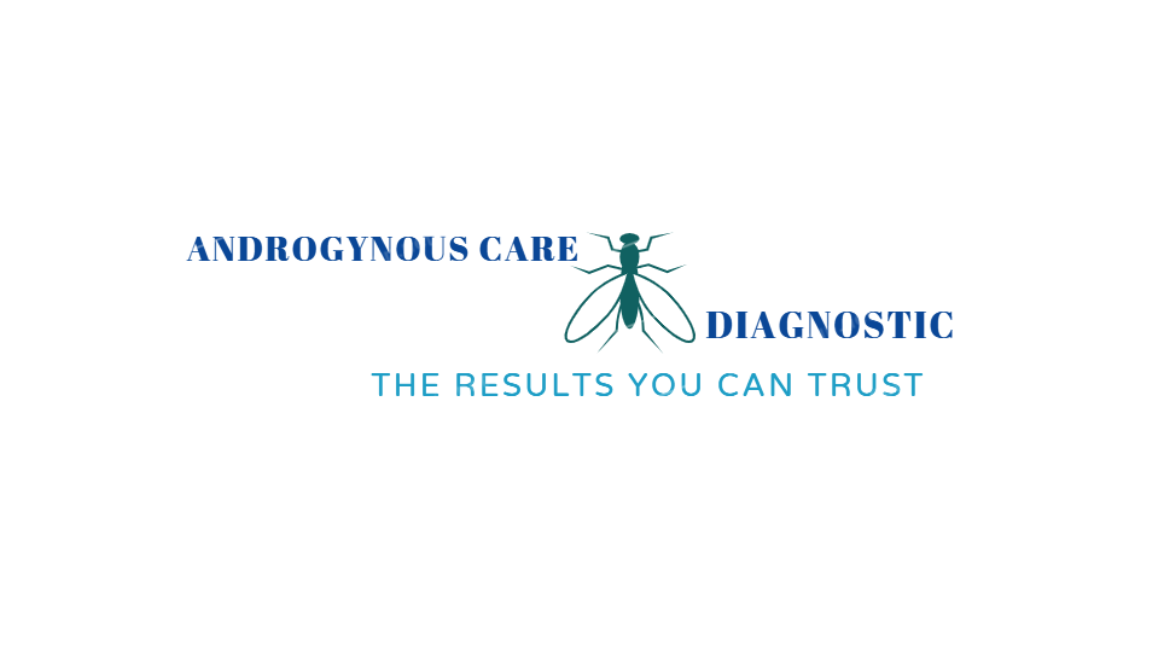 ANDROGYNOUS CARE
DIAGNOSTIC
THE RESULTS YOU CAN TRUST